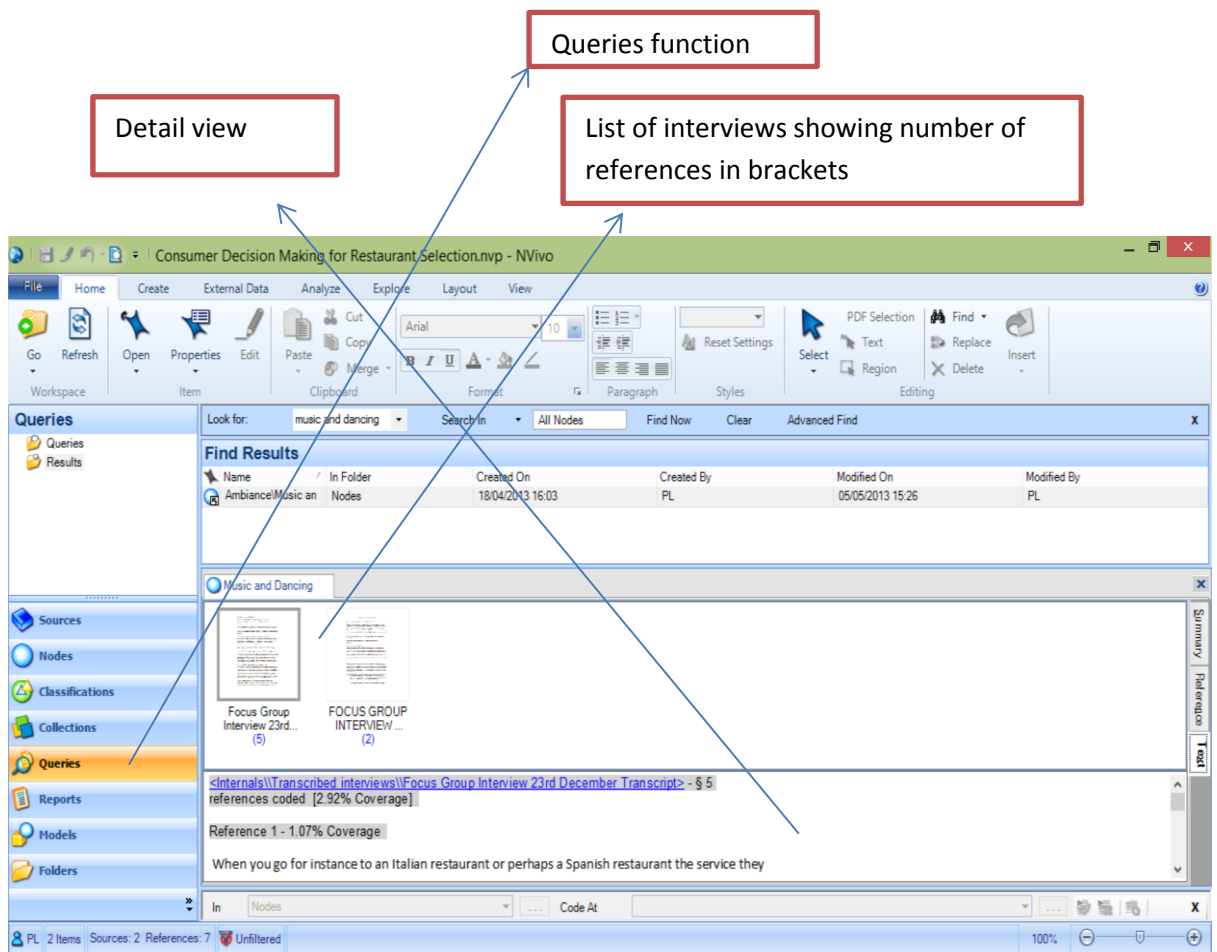 Queries function
Detail view
List of interviews showing number of
references in brackets
Consumer Decision Making for Restaurant Selection.nvp - NVivo
File Home Create External Data Analyze Explore Layout View
Go Refresh Open Properties Edit Paste Cut Copy Merge
Arial 10
B I U A
Reset Settings
Select PDF Selection Text Region
Find Replace Delete Insert
Workspace Item Clipboard Format Paragraph Styles Editing
Queries
Queries
Results
Look for: music and dancing Search In All Nodes Find Now Clear Advanced Find x
Find Results
Name In Folder Created On Created By Modified On Modified By
Ambiance\Music an Nodes 18/04/2013 16:03 PL 05/05/2013 15:26 PL
Music and Dancing x
Summary
Reference
Text
Sources
Nodes
Classifications
Collections
Queries
Reports
Models
Folders
Focus Group
Interview 23rd...
(5)
FOCUS GROUP
INTERVIEW ...
(2)
<Internals\\Transcribed interviews\\Focus Group Interview 23rd December Transcript> - § 5
references coded [2.92% Coverage]
Reference 1 - 1.07% Coverage
When you go for instance to an Italian restaurant or perhaps a Spanish restaurant the service they
In Nodes ... Code At ... x
PL 2 Items Sources: 2 References: 7 Unfiltered 100%